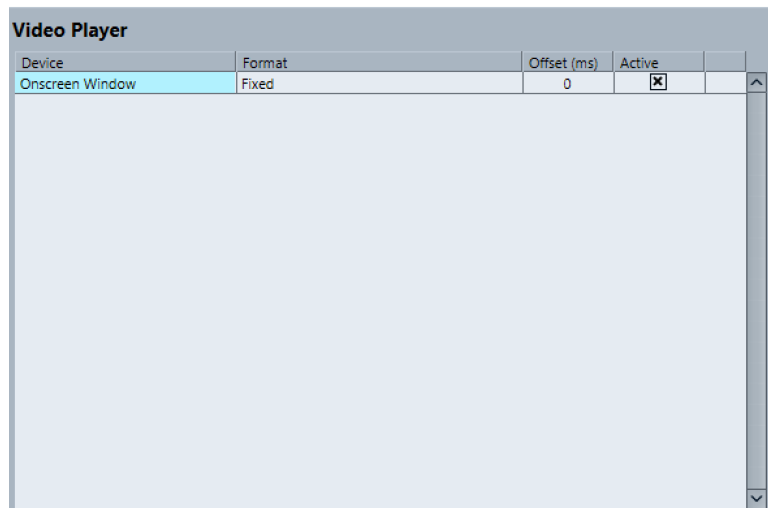 Video Player
Device Format Offset (ms) Active
Onscreen Window Fixed 0